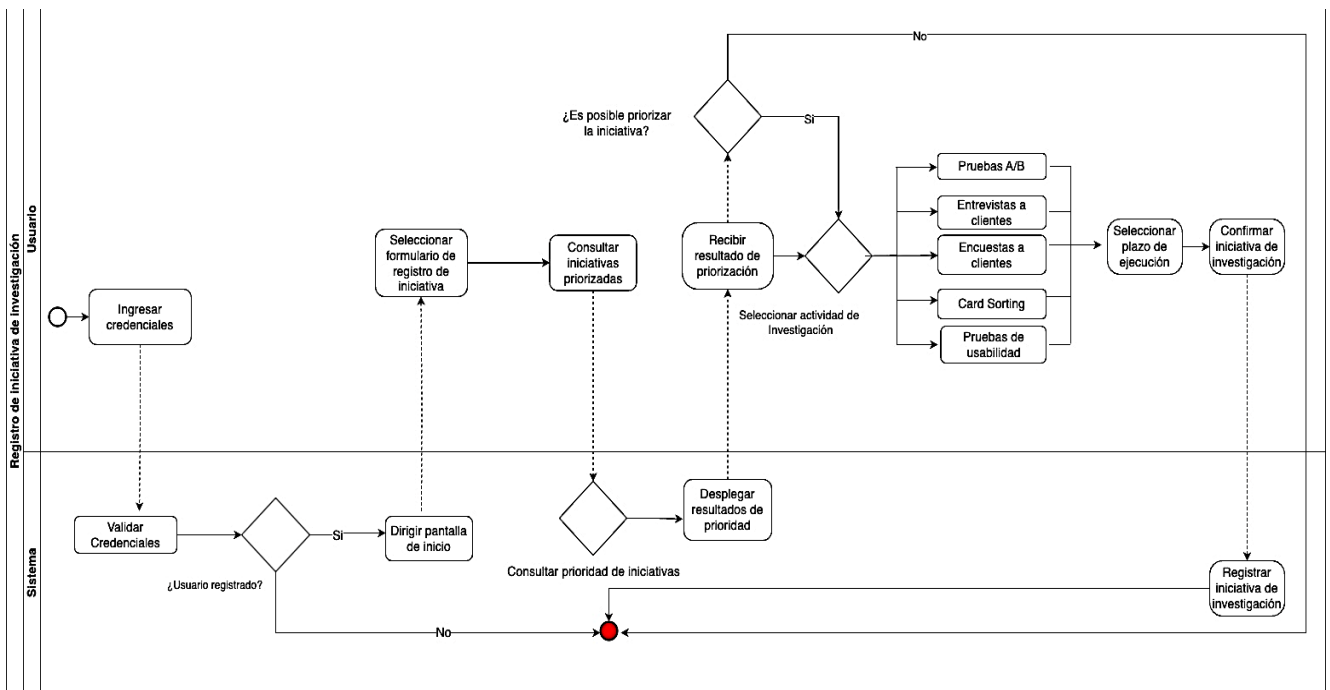 Registro de iniciativa de investigación
Usuario
Sistema
No
¿Es posible priorizar
la iniciativa?
Si
Pruebas A/B
Entrevistas a
clientes
Encuestas a
clientes
Card Sorting
Pruebas de
usabilidad
Seleccionar
plazo de
ejecución
Confirmar
iniciativa de
investigación
Seleccionar
formulario de
registro de
iniciativa
Consultar
iniciativas
priorizadas
Recibir
resultado de
priorización
Seleccionar actividad de
Investigación
Ingresar
credenciales
Validar
Credenciales
¿Usuario registrado?
Si
Dirigir pantalla
de inicio
Consultar prioridad de iniciativas
Desplegar
resultados de
prioridad
Registrar
iniciativa de
investigación
No